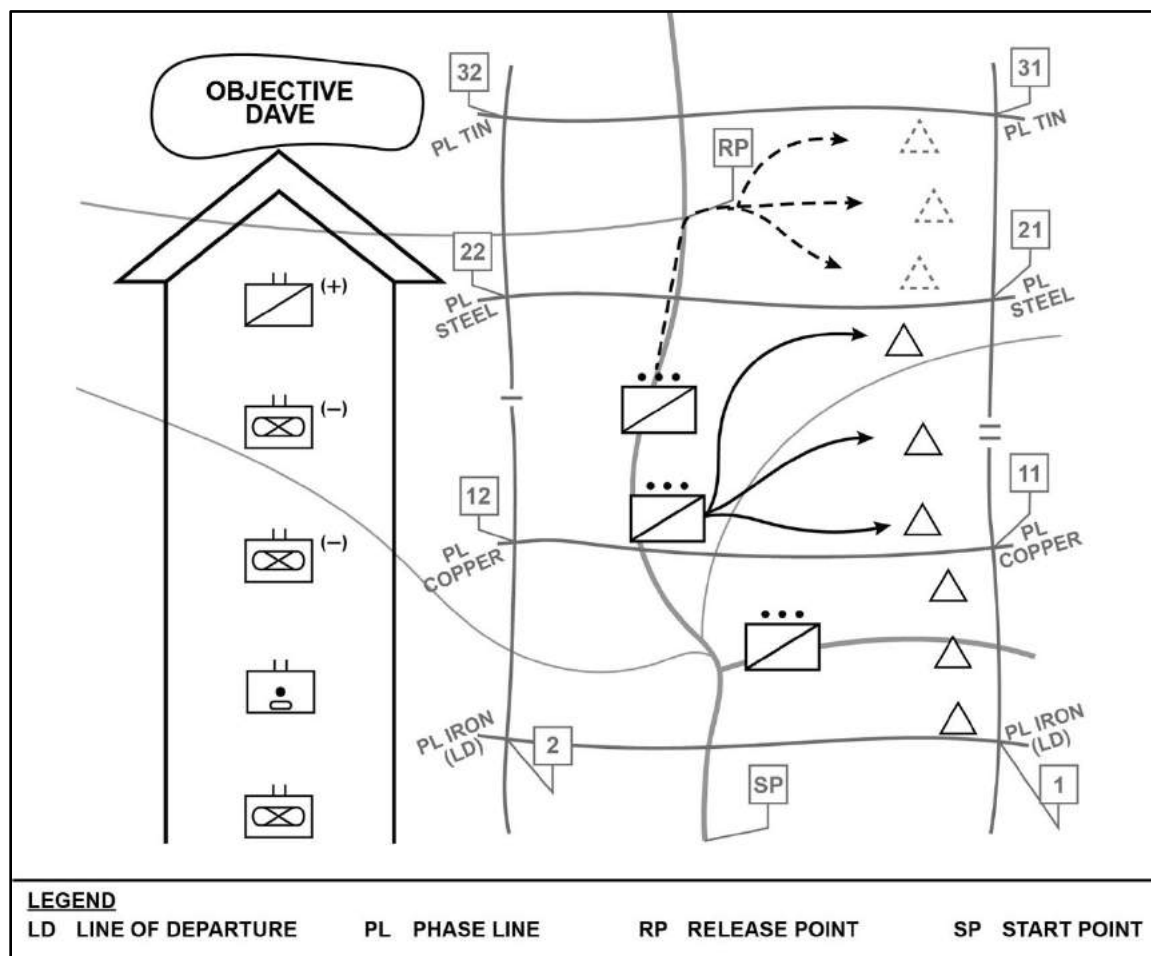 OBJECTIVE
DAVE
32
31
PL TIN
PL TIN
RP
22
21
PL
STEEL
PL
STEEL
(+)
(−)
12
11
(−)
PL
COPPER
PL
COPPER
PL IRON
(LD)
2
PL IRON
(LD)
SP
1
LEGEND
LD LINE OF DEPARTURE PL PHASE LINE RP RELEASE POINT SP START POINT